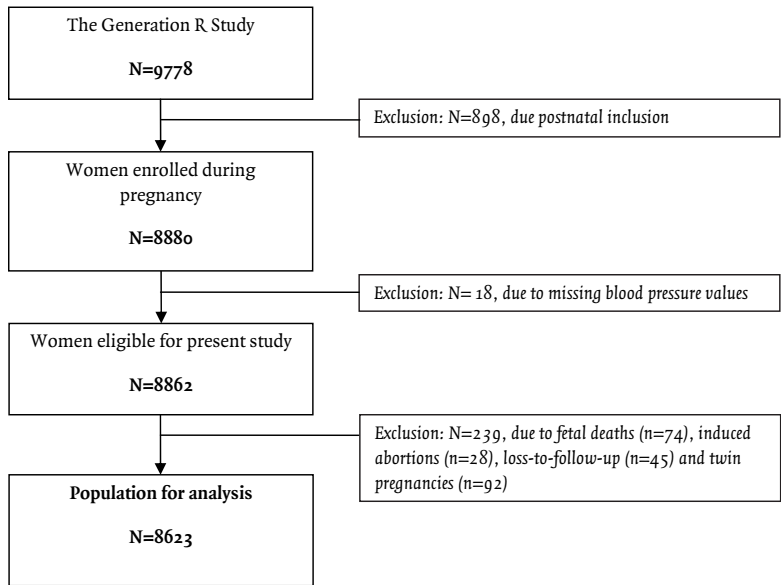 The Generation R Study
N=9778
Exclusion: N=898, due postnatal inclusion
Women enrolled during
pregnancy
N=8880
Exclusion: N= 18, due to missing blood pressure values
Women eligible for present study
N=8862
Exclusion: N=239, due to fetal deaths (n=74), induced
abortions (n=28), loss-to-follow-up (n=45) and twin
pregnancies (n=92)
Population for analysis
N=8623